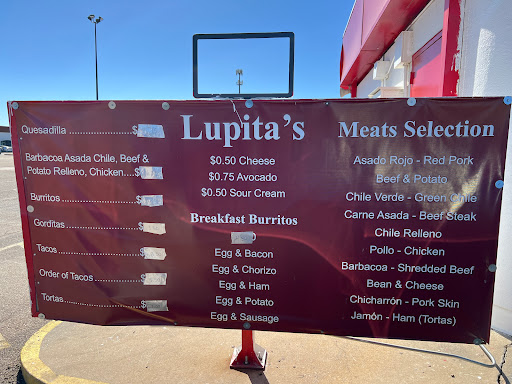 Quesadilla ................ $
Barbacoa Asada Chile, Beef &
Potato Relleno, Chicken....$
Burritos ......................... $
Gorditas ........................ $
Tacos ............................ $
Order of Tacos .............. $
Tortas ............................ $
Lupita's
$0.50 Cheese
$0.75 Avocado
$0.50 Sour Cream
Breakfast Burritos
Egg & Bacon
Egg & Chorizo
Egg & Ham
Egg & Potato
Egg & Sausage
Meats Selection
Asado Rojo - Red Pork
Beef & Potato
Chile Verde - Green Chile
Carne Asada - Beef Steak
Chile Relleno
Pollo - Chicken
Barbacoa - Shredded Beef
Bean & Cheese
Chicharrón - Pork Skin
Jamón - Ham (Tortas)